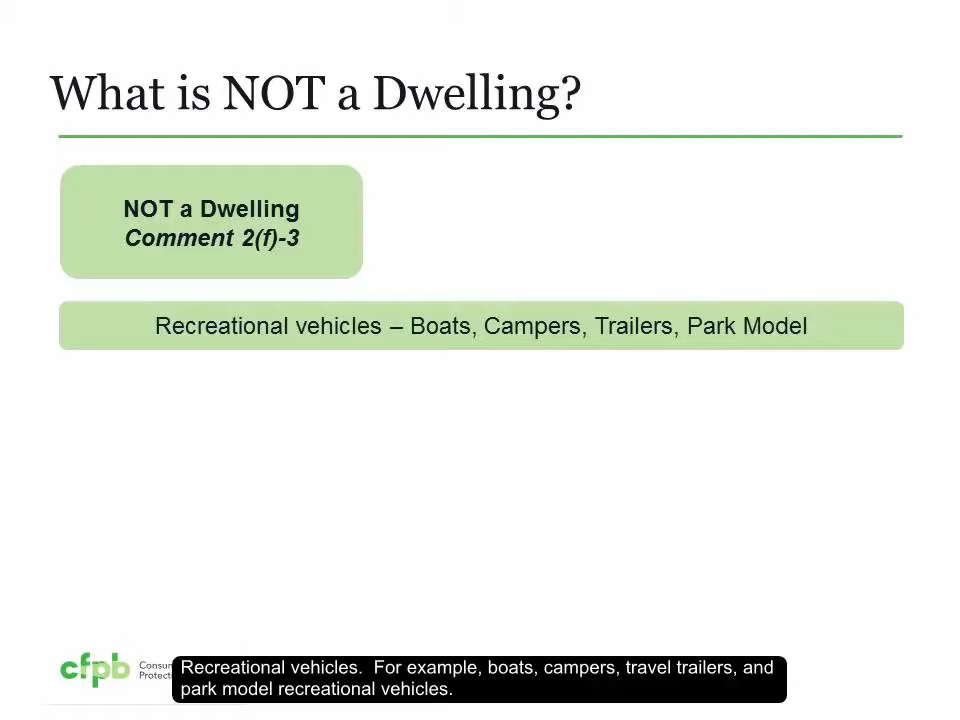 What is NOT a Dwelling?
NOT a Dwelling
Comment 2(f)-3
Recreational vehicles – Boats, Campers, Trailers, Park Model
cfpb
Recreational vehicles.  For example, boats, campers, travel trailers, and
park model recreational vehicles.